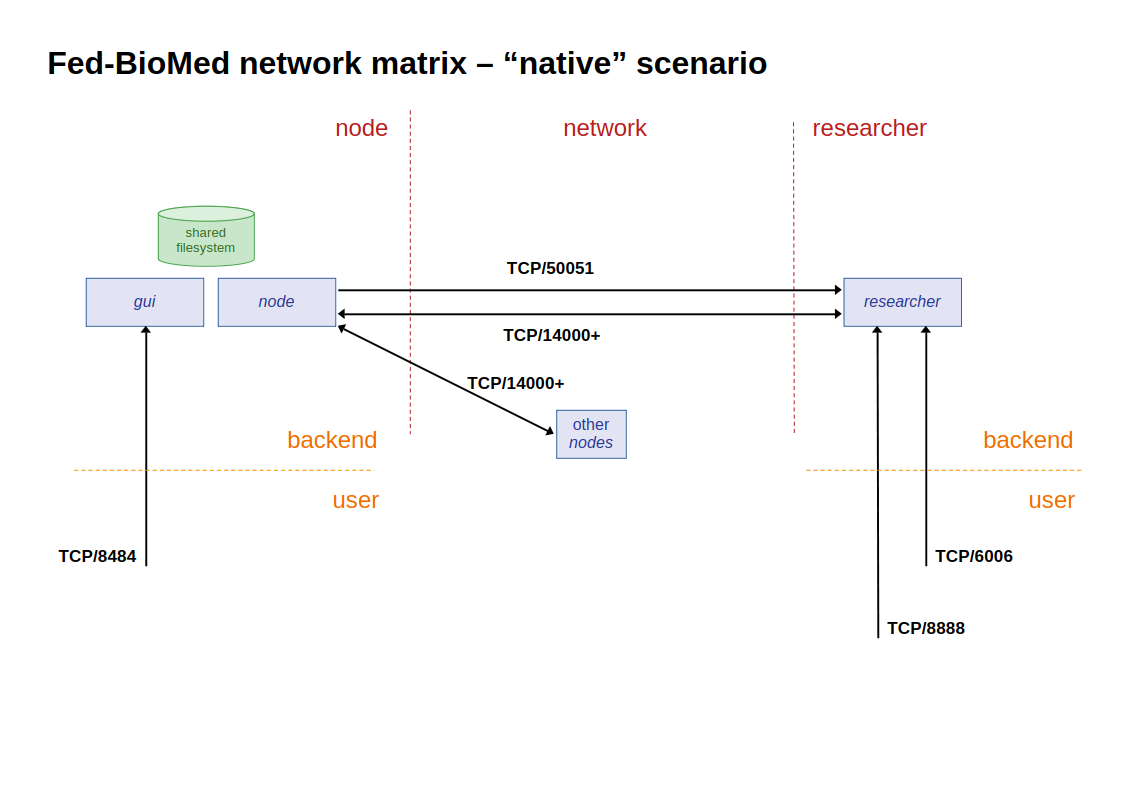 Fed-BioMed network matrix – “native” scenario
node
network
researcher
shared
filesystem
TCP/50051
gui
node
researcher
TCP/14000+
TCP/14000+
other
nodes
backend
backend
user
user
TCP/8484
TCP/6006
TCP/8888